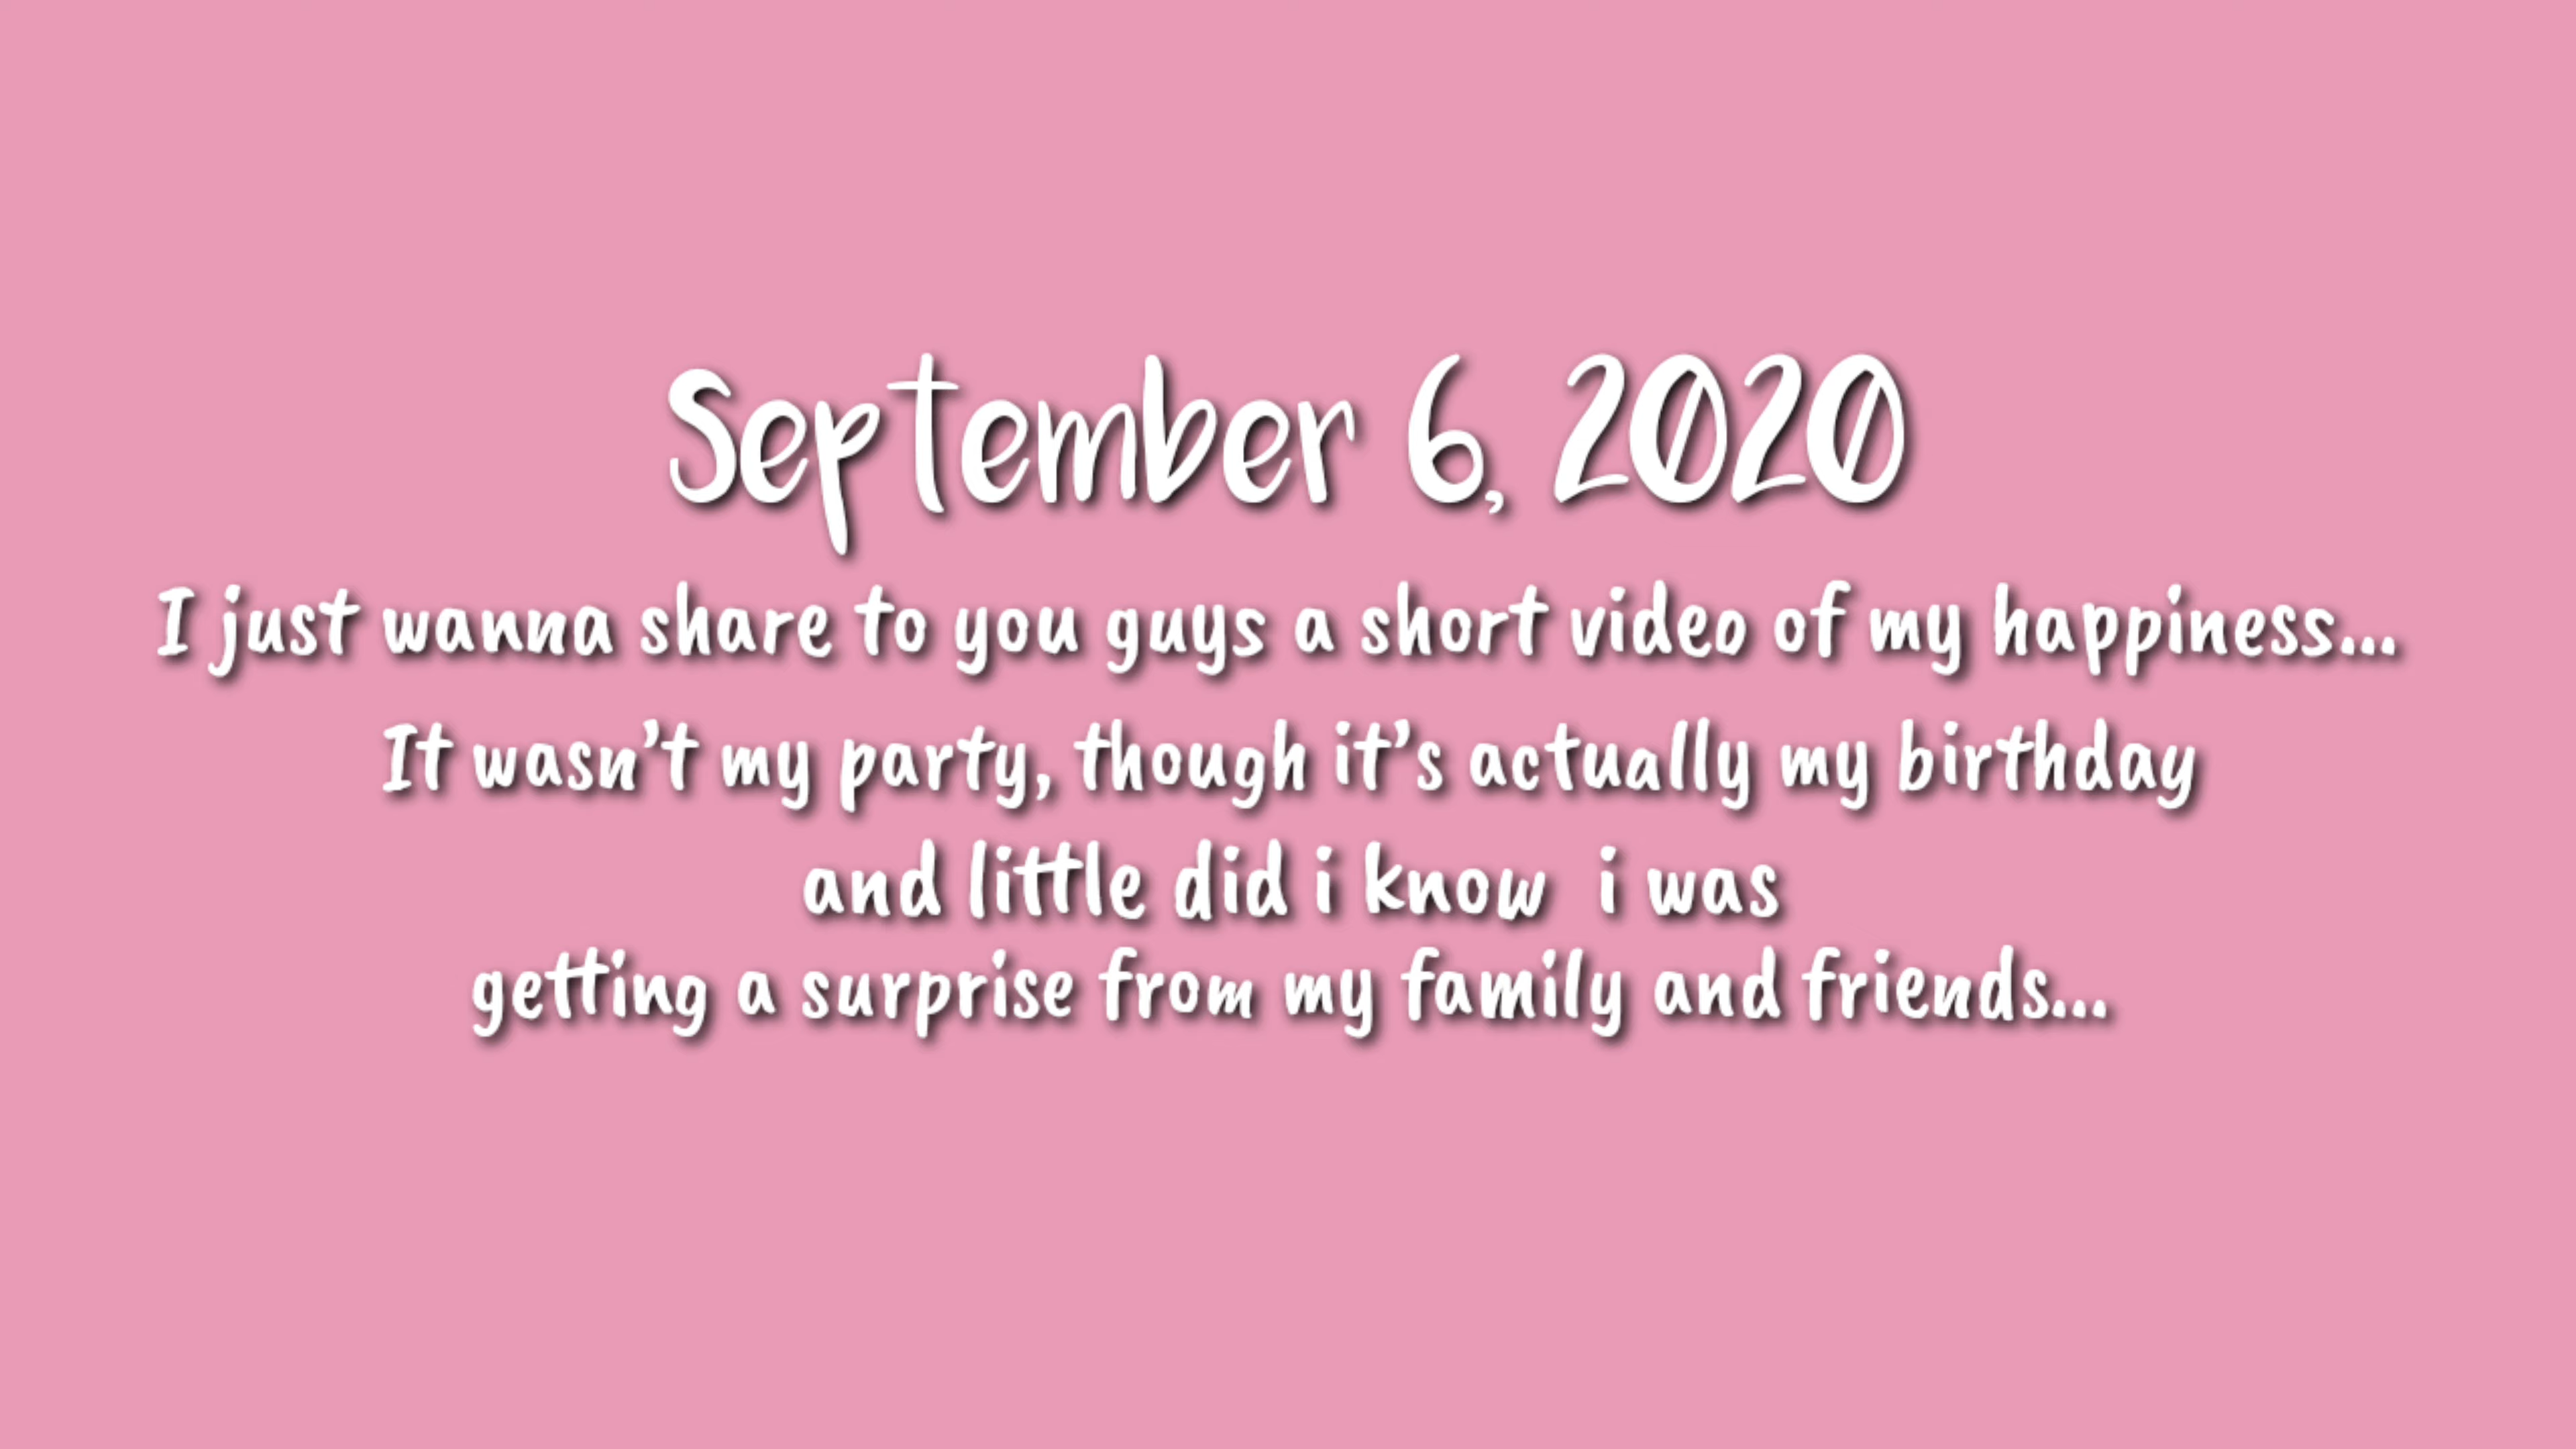 September 6, 2020
I just wanna share to you guys a short video of my happiness...
It wasn't my party, though it's actually my birthday
and little did i know  i was
getting a surprise from my family and friends...